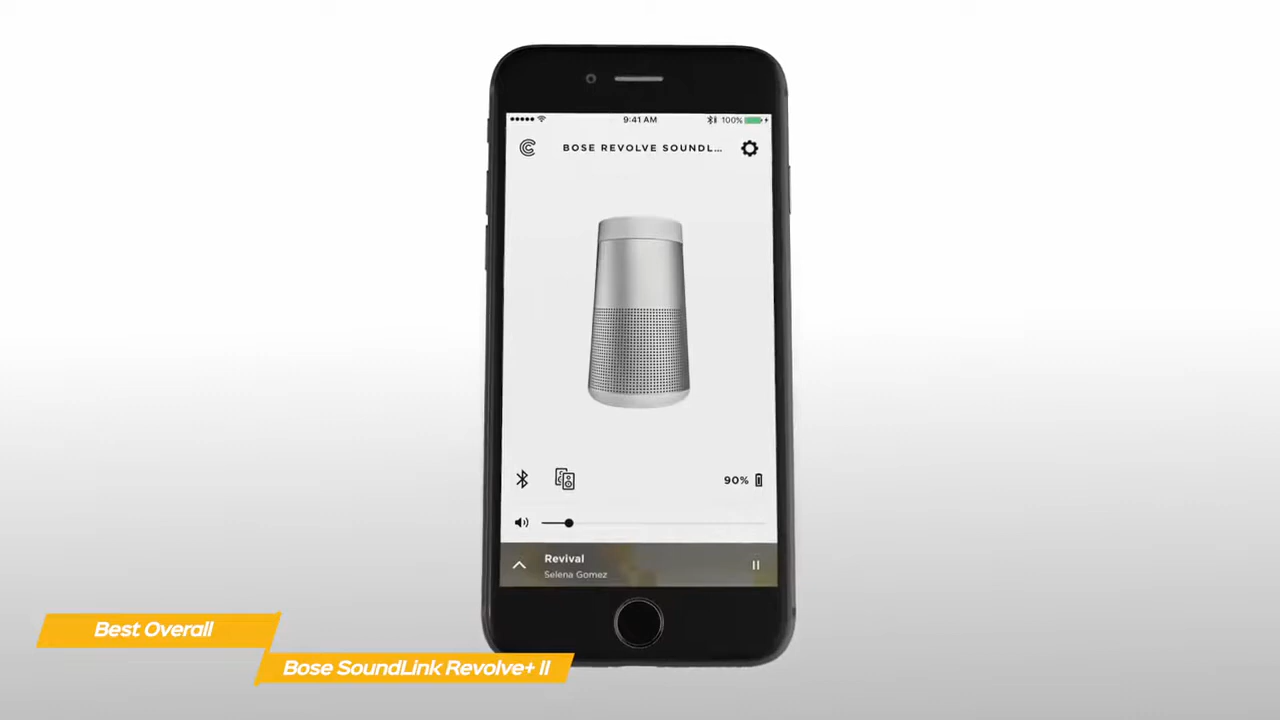 9:41 AM
100%
BOSE REVOLVE SOUNDL...
90%
Revival
Selena Gomez
Best Overall
Bose SoundLink Revolve+ II